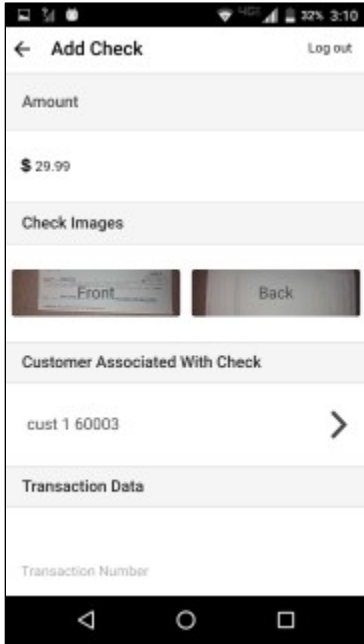 32% 3:10
Add Check
Log out
Amount
$ 29.99
Check Images
Front
Back
Customer Associated With Check
cust 1 60003
Transaction Data
Transaction Number